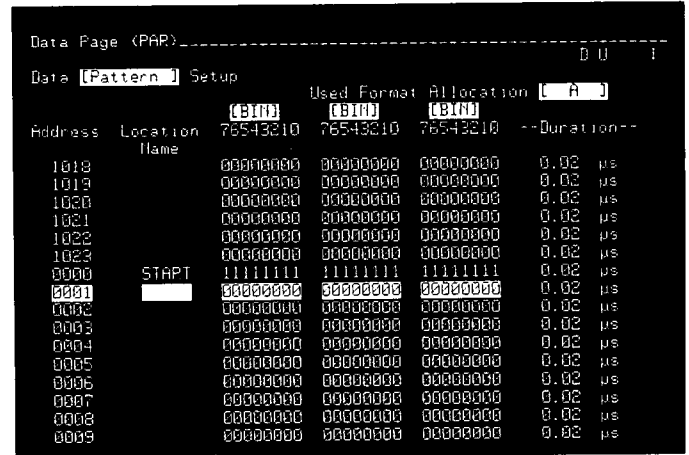 Data Page (PAR)
D U I
Data [Pattern ] Setup
Used Format Allocation [ A ]
[BIN] [BIN] [BIN]
Address Location 76543210 76543210 76543210 --Duration--
Name
1018 00000000 00000000 00000000 0.02 µs
1019 00000000 00000000 00000000 0.02 µs
1020 00000000 00000000 00000000 0.02 µs
1021 00000000 00000000 00000000 0.02 µs
1022 00000000 00000000 00000000 0.02 µs
1023 00000000 00000000 00000000 0.02 µs
0000 START 11111111 11111111 11111111 0.02 µs
0001 00000000 00000000 00000000 0.02 µs
0002 00000000 00000000 00000000 0.02 µs
0003 00000000 00000000 00000000 0.02 µs
0004 00000000 00000000 00000000 0.02 µs
0005 00000000 00000000 00000000 0.02 µs
0006 00000000 00000000 00000000 0.02 µs
0007 00000000 00000000 00000000 0.02 µs
0008 00000000 00000000 00000000 0.02 µs
0009 00000000 00000000 00000000 0.02 µs